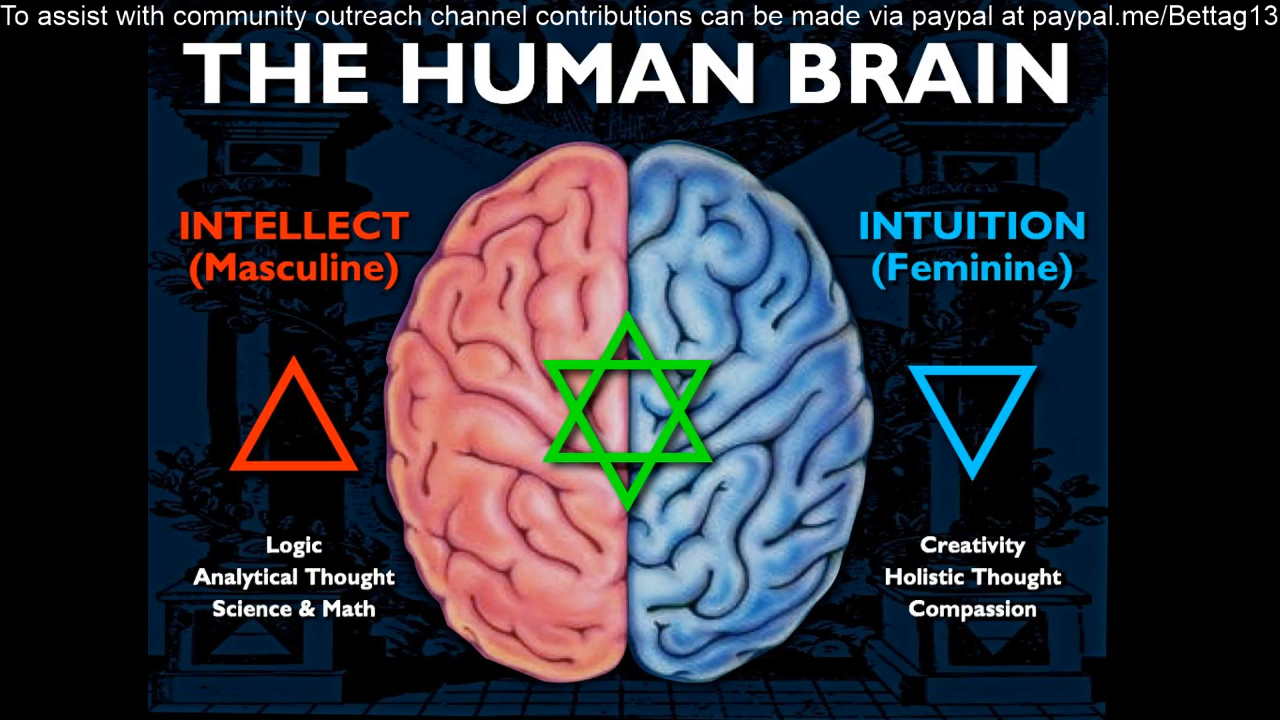 To assist with community outreach channel contributions can be made via paypal at paypal.me/Bettag13
THE HUMAN BRAIN
PATER
INTELLECT
(Masculine)
INTUITION
(Feminine)
Logic
Analytical Thought
Science & Math
Creativity
Holistic Thought
Compassion